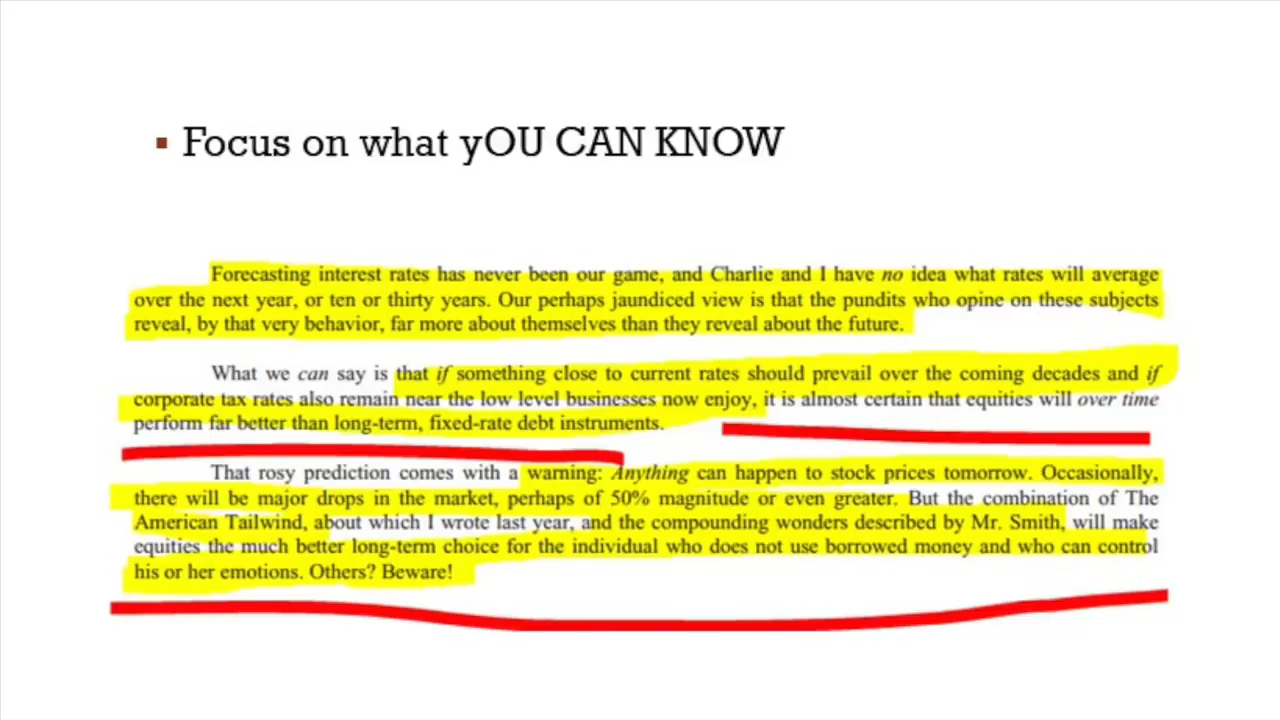 ▪ Focus on what yOU CAN KNOW
Forecasting interest rates has never been our game, and Charlie and I have no idea what rates will average
over the next year, or ten or thirty years. Our perhaps jaundiced view is that the pundits who opine on these subjects
reveal, by that very behavior, far more about themselves than they reveal about the future.
What we can say is that if something close to current rates should prevail over the coming decades and if
corporate tax rates also remain near the low level businesses now enjoy, it is almost certain that equities will over time
perform far better than long-term, fixed-rate debt instruments.
That rosy prediction comes with a warning: Anything can happen to stock prices tomorrow. Occasionally,
there will be major drops in the market, perhaps of 50% magnitude or even greater. But the combination of The
American Tailwind, about which I wrote last year, and the compounding wonders described by Mr. Smith, will make
equities the much better long-term choice for the individual who does not use borrowed money and who can control
his or her emotions. Others? Beware!